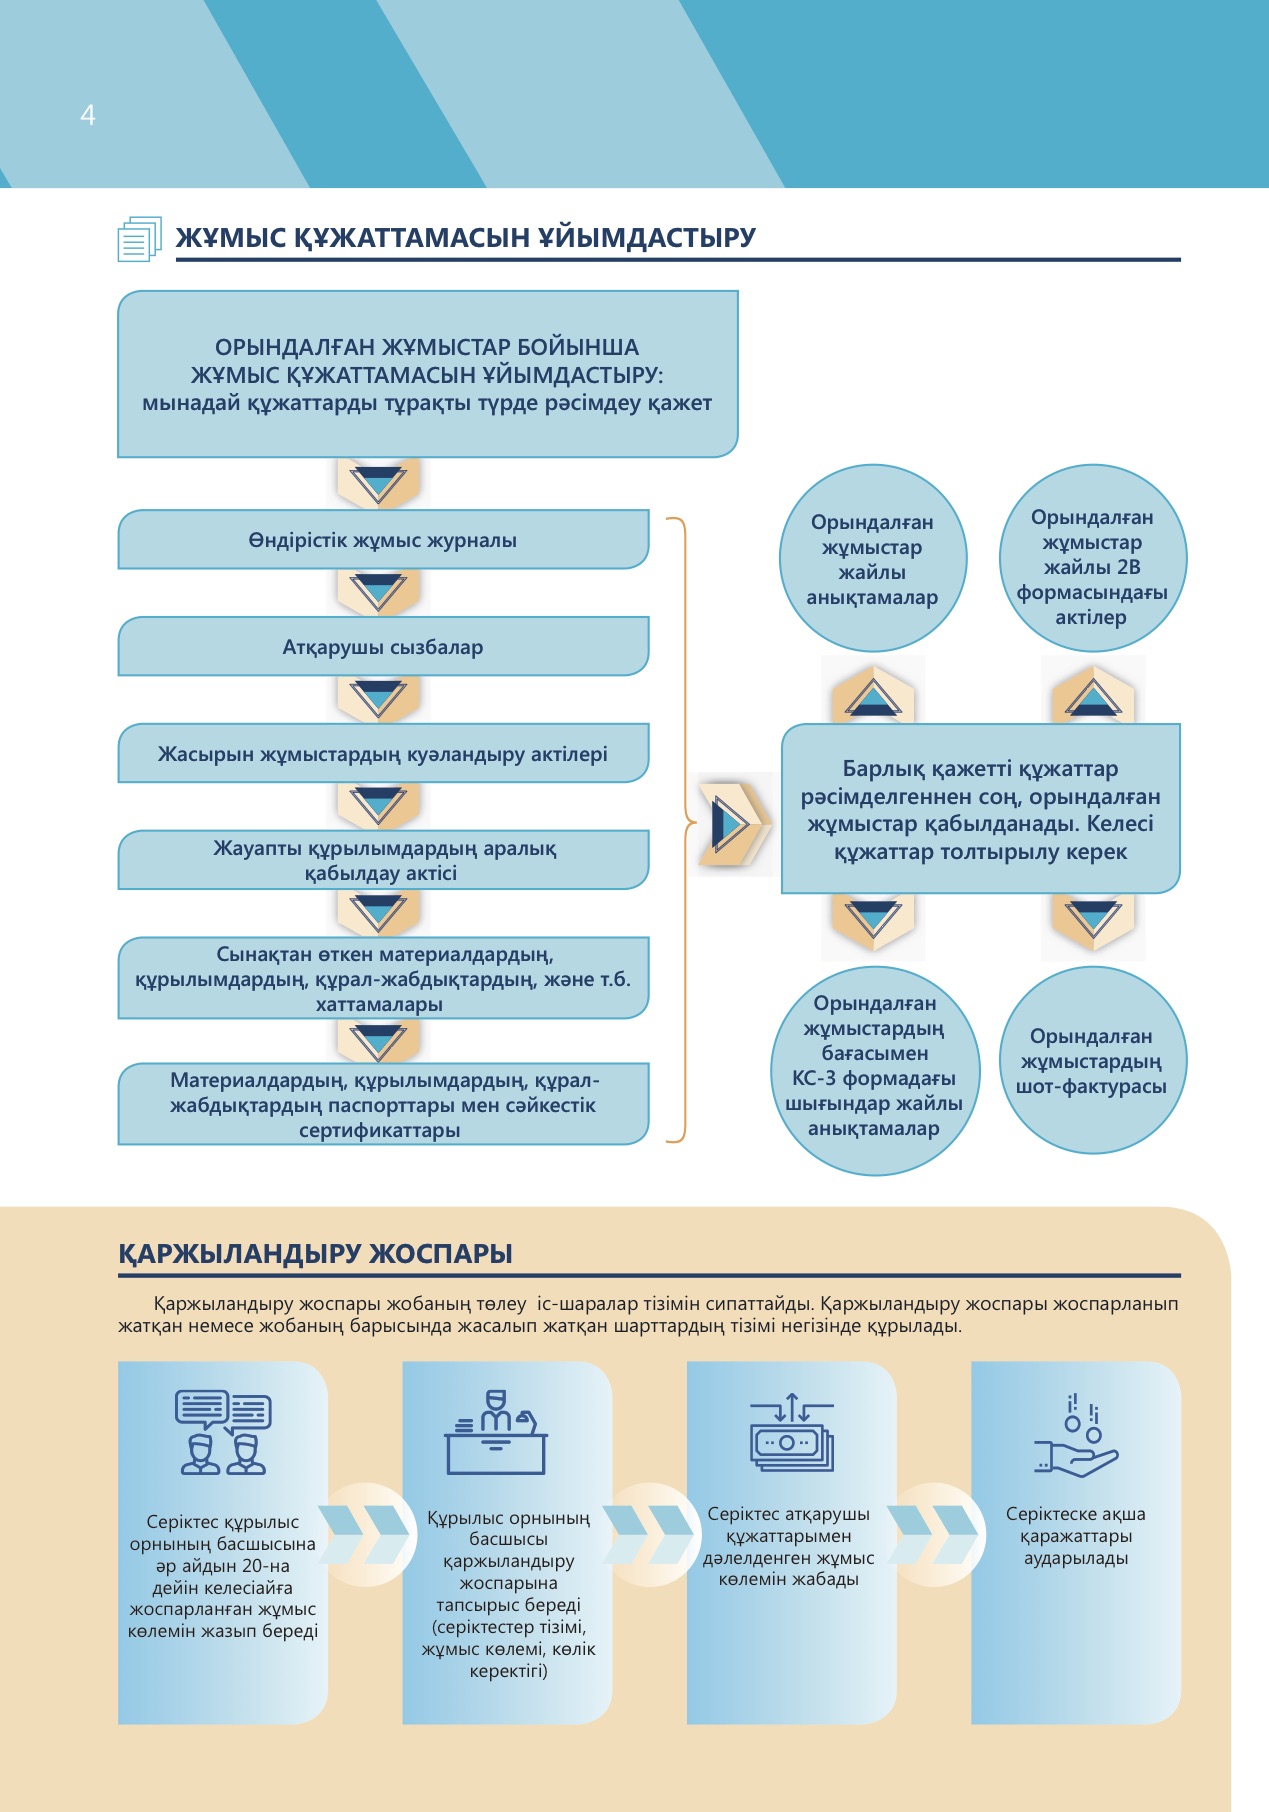 4
ЖҰМЫС ҚҰЖАТТАМАСЫН ҰЙЫМДАСТЫРУ
ОРЫНДАЛҒАН ЖҰМЫСТАР БОЙЫНША
ЖҰМЫС ҚҰЖАТТАМАСЫН ҰЙЫМДАСТЫРУ:
мынадай құжаттарды тұрақты түрде рәсімдеу қажет
Өндірістік жұмыс журналы
Атқарушы сызбалар
Жасырын жұмыстардың куәландыру актілері
Жауапты құрылымдардың аралық
қабылдау актісі
Сынақтан өткен материалдардың,
құрылымдардың, құрал-жабдықтардың, және т.б.
хаттамалары
Материалдардың, құрылымдардың, құрал-
жабдықтардың паспорттары мен сәйкестік
сертификаттары
Орындалған
жұмыстар
жайлы
анықтамалар
Орындалған
жұмыстар
жайлы 2В
формасындағы
актілер
Барлық қажетті құжаттар
рәсімделгеннен соң, орындалған
жұмыстар қабылданады. Келесі
құжаттар толтырылу керек
Орындалған
жұмыстардың
бағасымен
КС-3 формадағы
шығындар жайлы
анықтамалар
Орындалған
жұмыстардың
шот-фактурасы
ҚАРЖЫЛАНДЫРУ ЖОСПАРЫ
Қаржыландыру жоспары жобаның төлеу іс-шаралар тізімін сипаттайды. Қаржыландыру жоспары жоспарланып
жатқан немесе жобаның барысында жасалып жатқан шарттардың тізімі негізінде құрылады.
Серіктес құрылыс
орнының басшысына
әр айдын 20-на
дейін келесіайға
жоспарланған жұмыс
көлемін жазып береді
Құрылыс орнының
басшысы
қаржыландыру
жоспарына
тапсырыс береді
(серіктестер тізімі,
жұмыс көлемі, көлік
керектігі)
Серіктес атқарушы
құжаттарымен
дәлелденген жұмыс
көлемін жабады
Серіктеске ақша
қаражаттары
аударылады